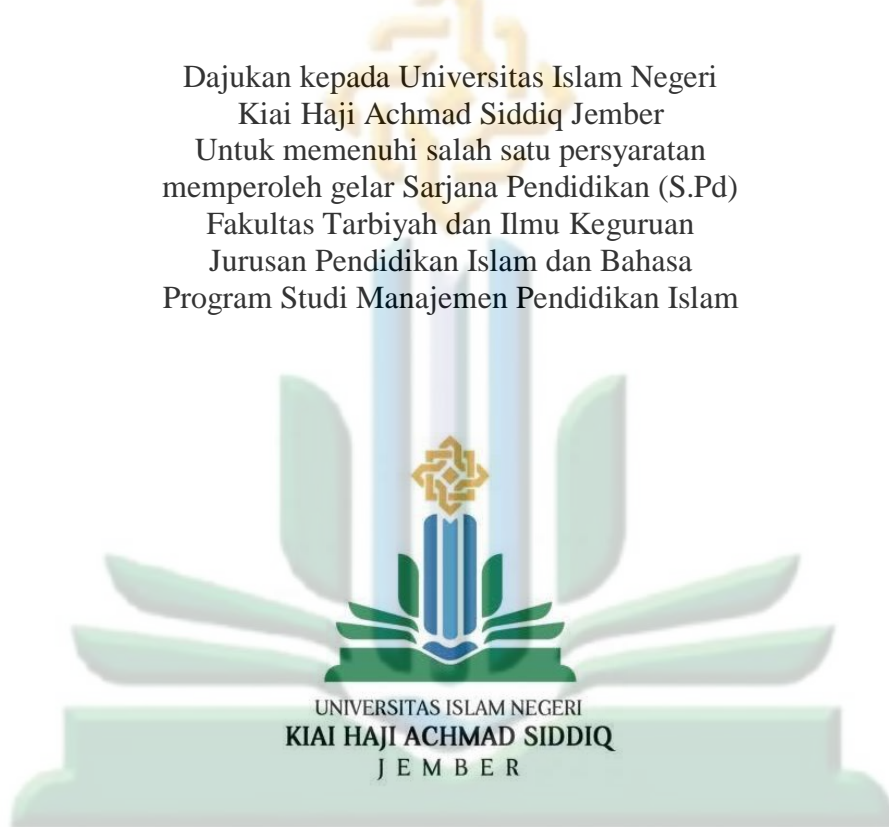 Dajukan kepada Universitas Islam Negeri
Kiai Haji Achmad Siddiq Jember
Untuk memenuhi salah satu persyaratan
memperoleh gelar Sarjana Pendidikan (S.Pd)
Fakultas Tarbiyah dan Ilmu Keguruan
Jurusan Pendidikan Islam dan Bahasa
Program Studi Manajemen Pendidikan Islam
UNIVERSITAS ISLAM NEGERI
KIAI HAJI ACHMAD SIDDIQ
JEMBER